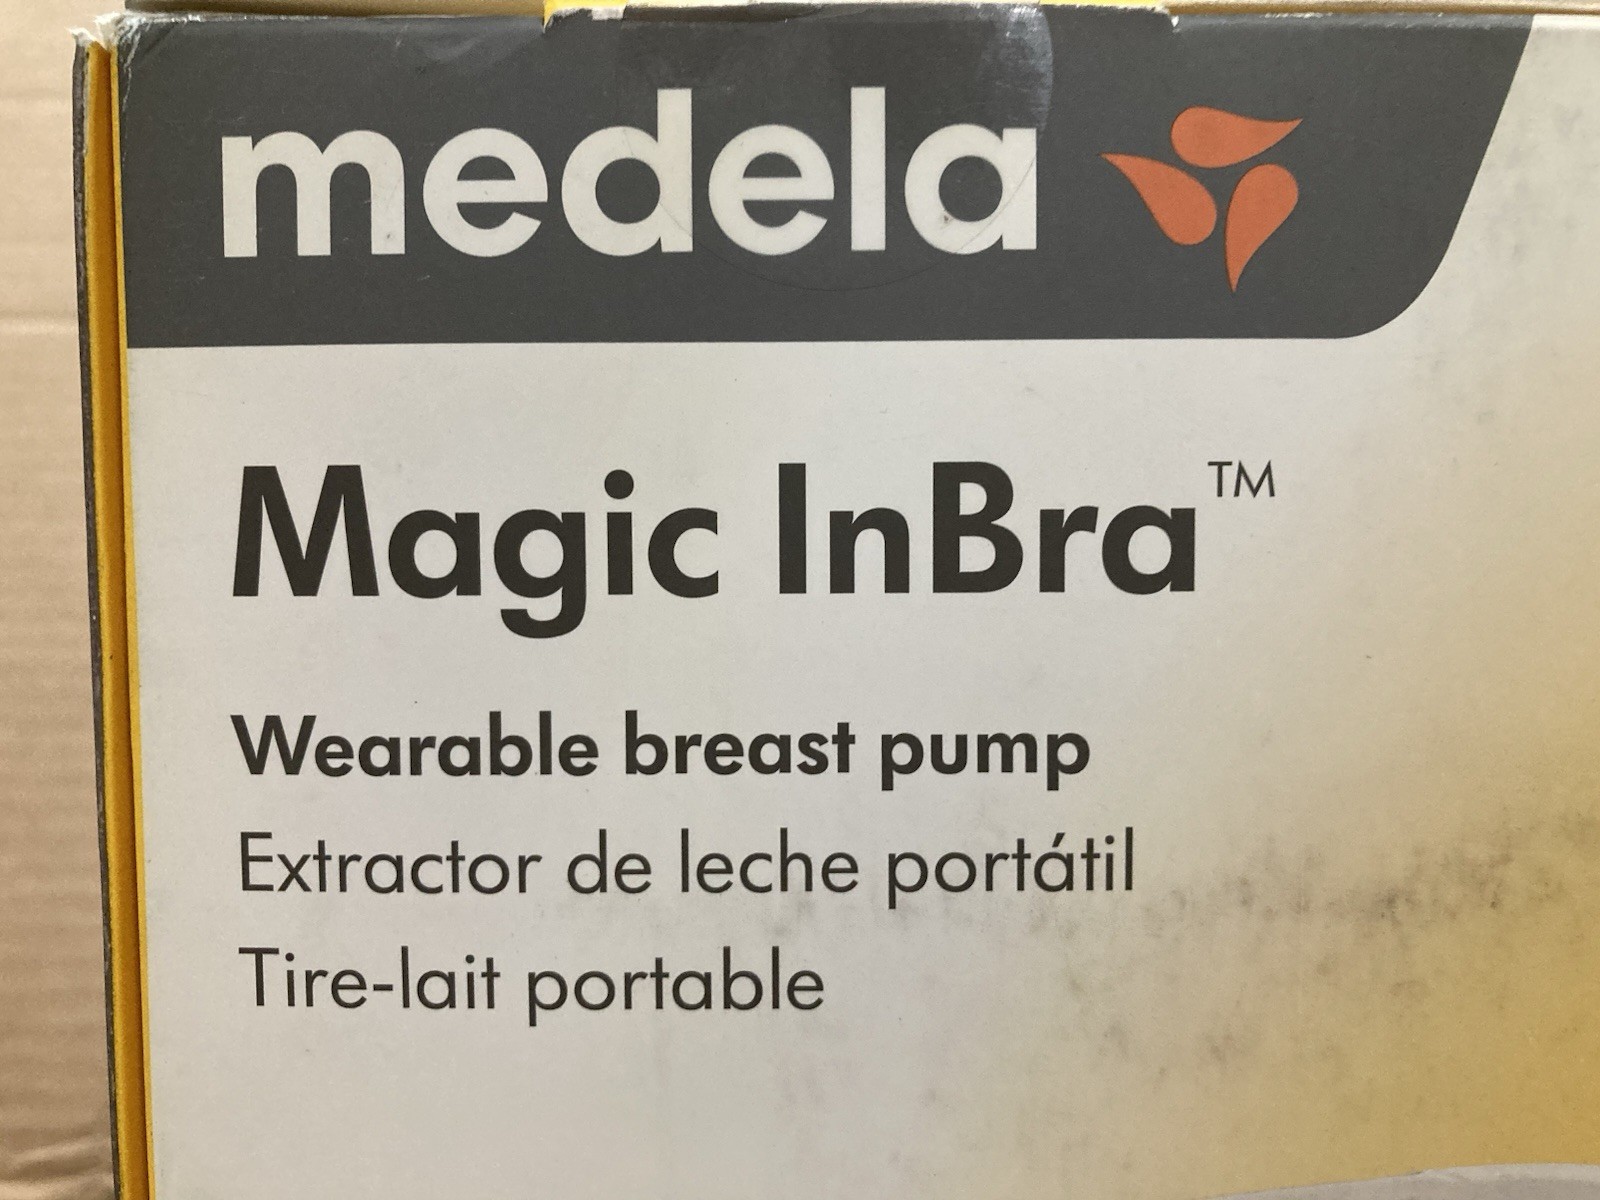 medela
Magic InBra™
Wearable breast pump
Extractor de leche portátil
Tire-lait portable